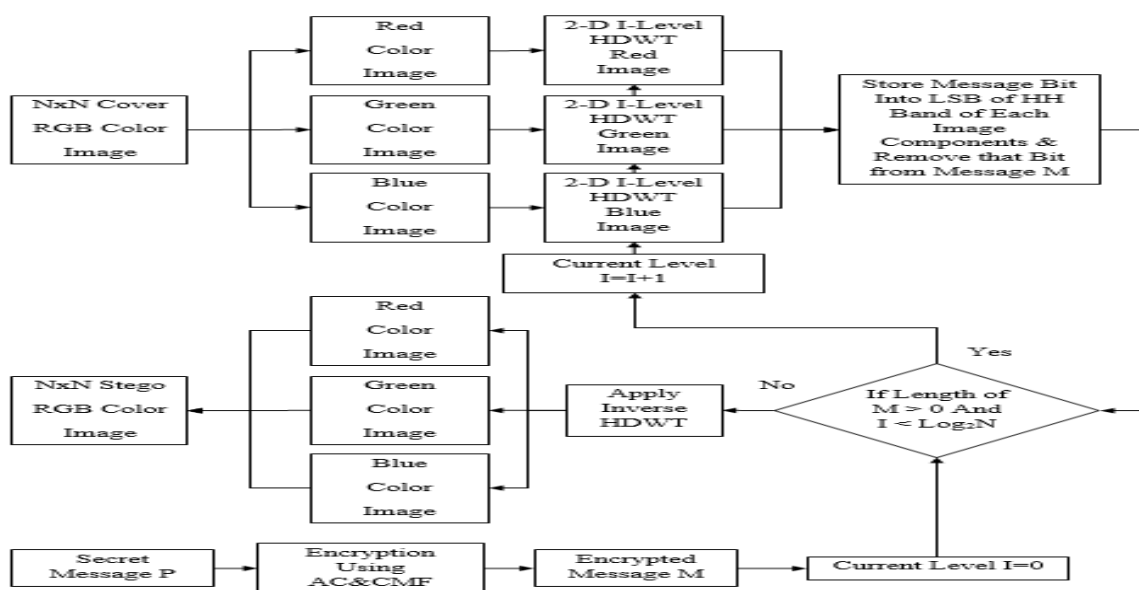 Red
Color
Image
2-D I-Level
HDWT
Red
Image
NxN Cover
RGB Color
Image
Green
Color
Image
2-D I-Level
HDWT
Green
Image
Store Message Bit
Into LSB of HH
Band of Each
Image
Components &
Remove that Bit
from Message M
Blue
Color
Image
2-D I-Level
HDWT
Blue
Image
Current Level
I=I+1
Red
Color
Image
Yes
NxN Stego
RGB Color
Image
Green
Color
Image
Apply
Inverse
HDWT
No
If Length of
M > 0 And
I < Log₂N
Blue
Color
Image
Secret
Message P
Encryption
Using
AC&CMF
Encrypted
Message M
Current Level I=0